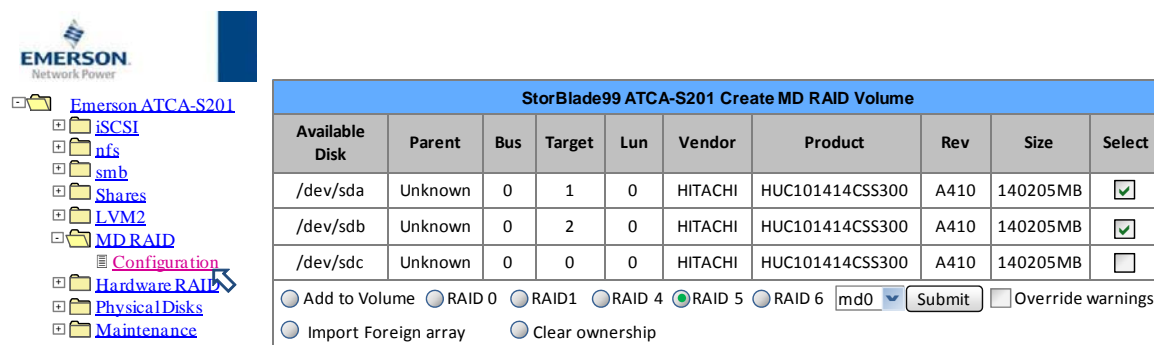 EMERSON.
Network Power
Emerson ATCA-S201
iSCSI
nfs
smb
Shares
LVM2
MD RAID
Configuration
Hardware RAID
Physical Disks
Maintenance
StorBlade99 ATCA-S201 Create MD RAID Volume
Available Disk Parent Bus Target Lun Vendor Product Rev Size Select
/dev/sda Unknown 0 1 0 HITACHI HUC101414CSS300 A410 140205MB
/dev/sdb Unknown 0 2 0 HITACHI HUC101414CSS300 A410 140205MB
/dev/sdc Unknown 0 0 0 HITACHI HUC101414CSS300 A410 140205MB
Add to Volume RAID 0 RAID1 RAID 4 RAID 5 RAID 6 md0 Submit Override warnings
Import Foreign array Clear ownership